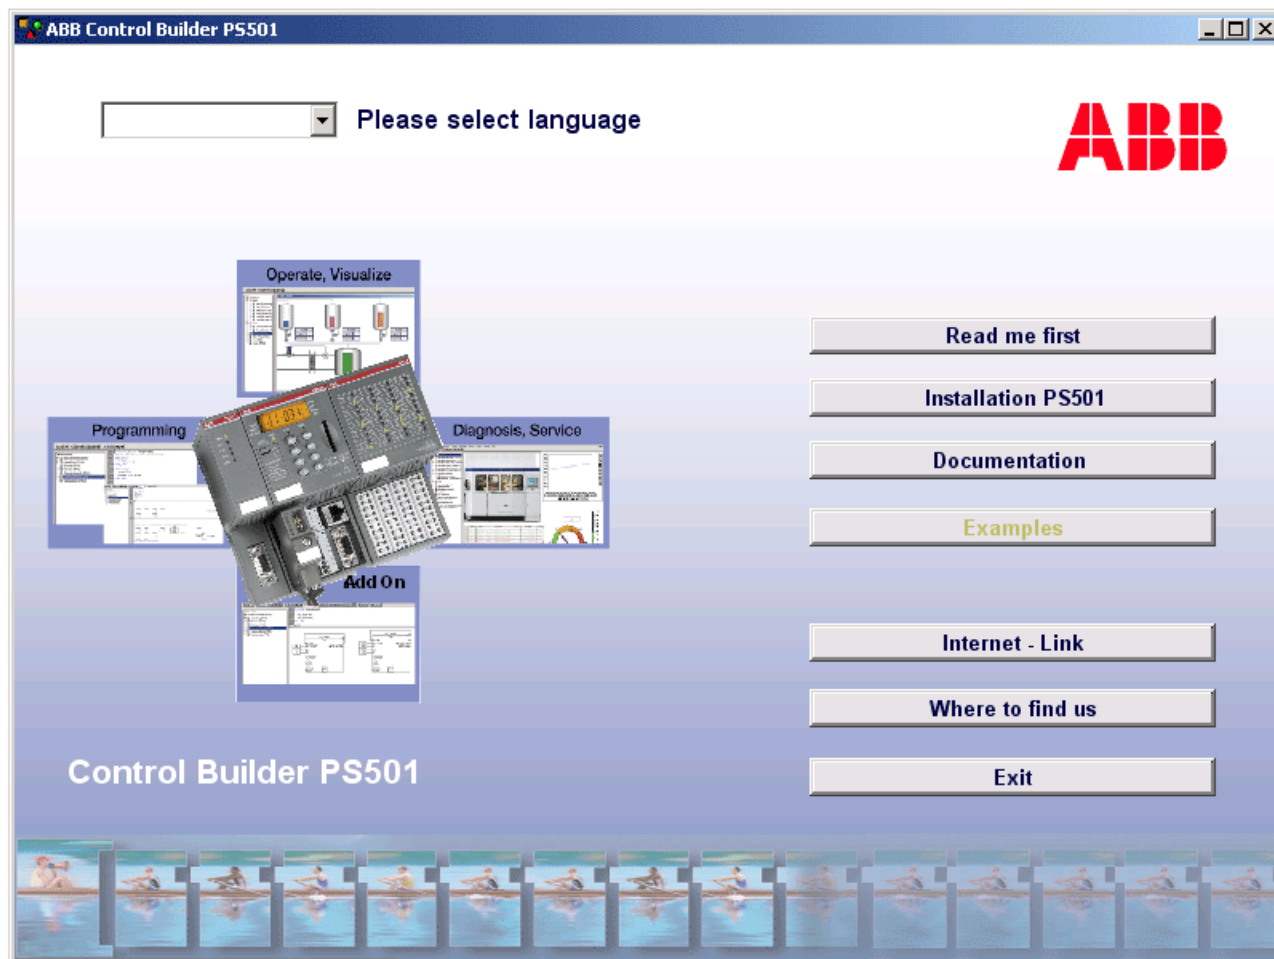 ABB Control Builder PS501
Please select language
ABB
Operate, Visualize
Programming
Diagnosis, Service
Add On
Read me first
Installation PS501
Documentation
Examples
Internet - Link
Where to find us
Exit
Control Builder PS501